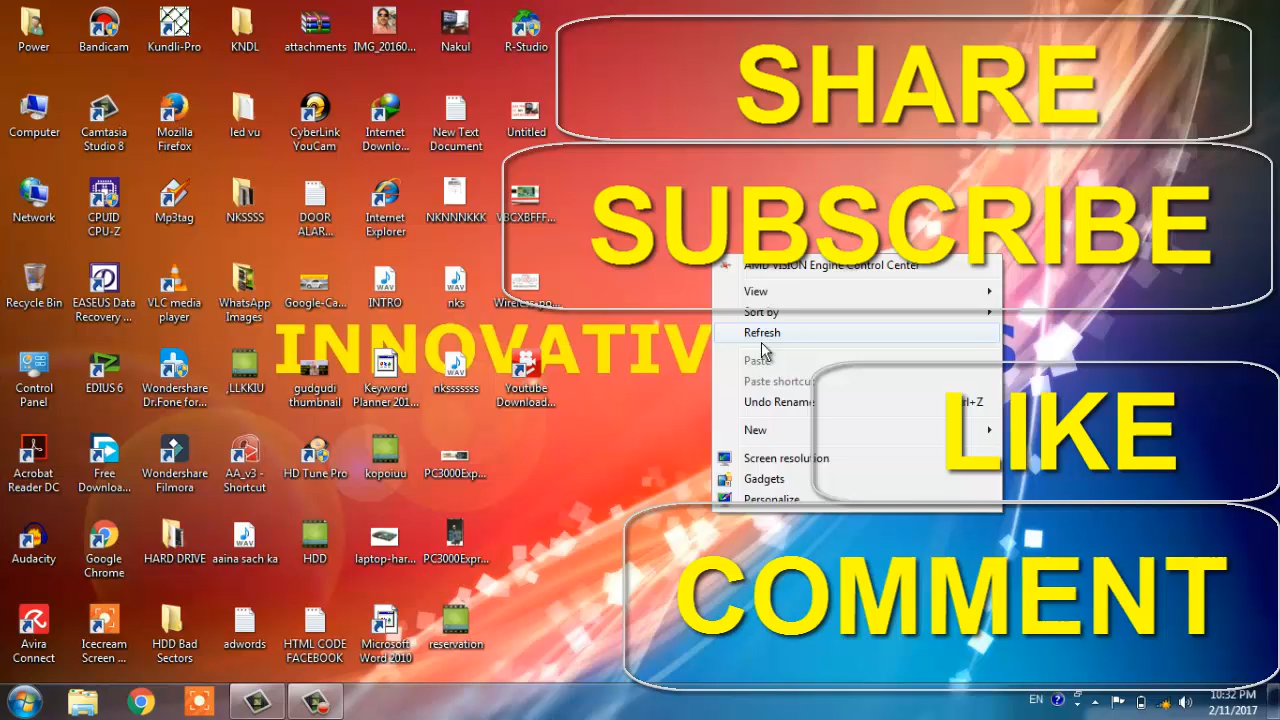 Power
Bandicam
Kundli-Pro
KNDL
attachments
IMG_20160...
Nakul
R-Studio
SHARE
Computer
Camtasia
Studio 8
Mozilla
Firefox
led vu
CyberLink
YouCam
Internet
Downlo...
New Text
Document
Untitled
SUBSCRIBE
Network
CPUID
CPU-Z
Mp3tag
NKSSSS
DOOR
ALAR...
Internet
Explorer
NKNNNKKK
VBCXBFFF...
AMD VISION Engine Control Center
View
Sort by
Refresh
Paste
Paste shortcu
Undo Rename
trl+Z
New
Screen resolution
Gadgets
Personalize
Recycle Bin
EASEUS Data
Recovery ...
VLC media
player
WhatsApp
Images
Google-Ca...
INTRO
nks
INNOVATIV
S
Control
Panel
EDIUS 6
Wondershare
Dr.Fone for...
,LLKKIU
gudgudi
thumbnail
Keyword
Planner 201...
nksssssss
Youtube
Download...
LIKE
Acrobat
Reader DC
Free
Downloa...
Wondershare
Filmora
AA_v3 -
Shortcut
HD Tune Pro
kopoiuu
PC3000Exp...
COMMENT
Audacity
Google
Chrome
HARD DRIVE
aaina sach ka
HDD
laptop-har...
PC3000Expr...
Avira
Connect
Icecream
Screen ...
HDD Bad
Sectors
adwords
HTML CODE
FACEBOOK
Microsoft
Word 2010
reservation
EN
10:32 PM
2/11/2017